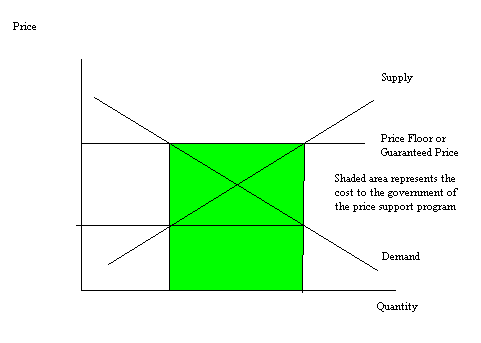 Price
Supply
Price Floor or
Guaranteed Price
Shaded area represents the
cost to the government of
the price support program
Demand
Quantity